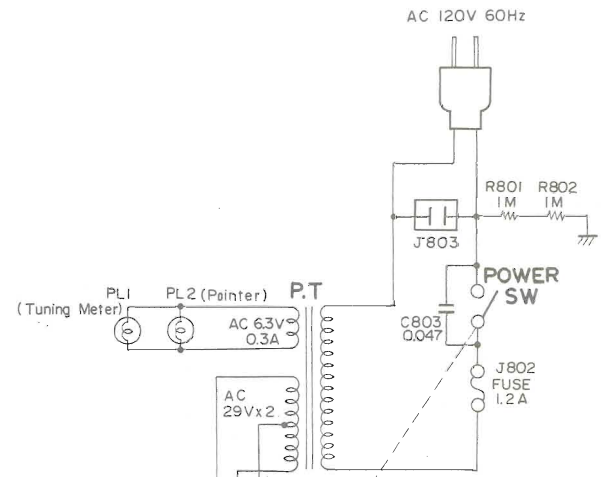 AC 120V 60Hz
R801 R802
1M 1M
J803
POWER
SW
PL1 PL2 (Pointer) P.T
(Tuning Meter)
AC 6.3V
0.3A
C803
0.047
J802
FUSE
1.2A
AC
29V x 2